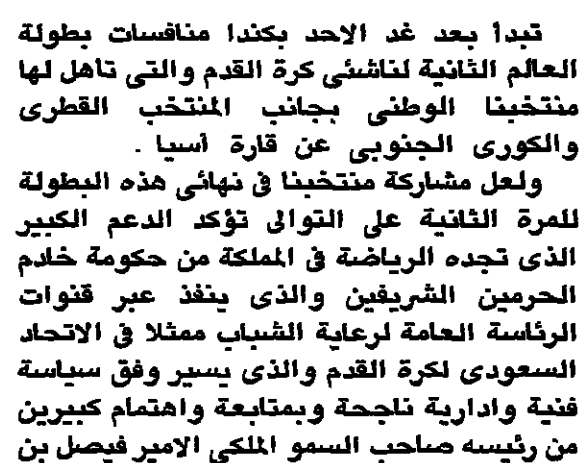 تبدأ بعد غد الاحد بكندا منافسات بطولة
العالم الثانية لناشئى كرة القدم والتى تاهل لها
منتخبنا الوطنى بجانب المنتخب القطرى
والكورى الجنوبى عن قارة آسيا .
ولعل مشاركة منتخبنا فى نهائى هذه البطولة
للمرة الثانية على التوالى تؤكد الدعم الكبير
الذى تجده الرياضة فى المملكة من حكومة خادم
الحرمين الشريفين والذى ينفذ عبر قنوات
الرئاسة العامة لرعاية الشباب ممثلا فى الاتحاد
السعودى لكرة القدم والذى يسير وفق سياسة
فنية وادارية ناجحة وبمتابعة واهتمام كبيرين
من رئيسه صاحب السمو الملكى الامير فيصل بن